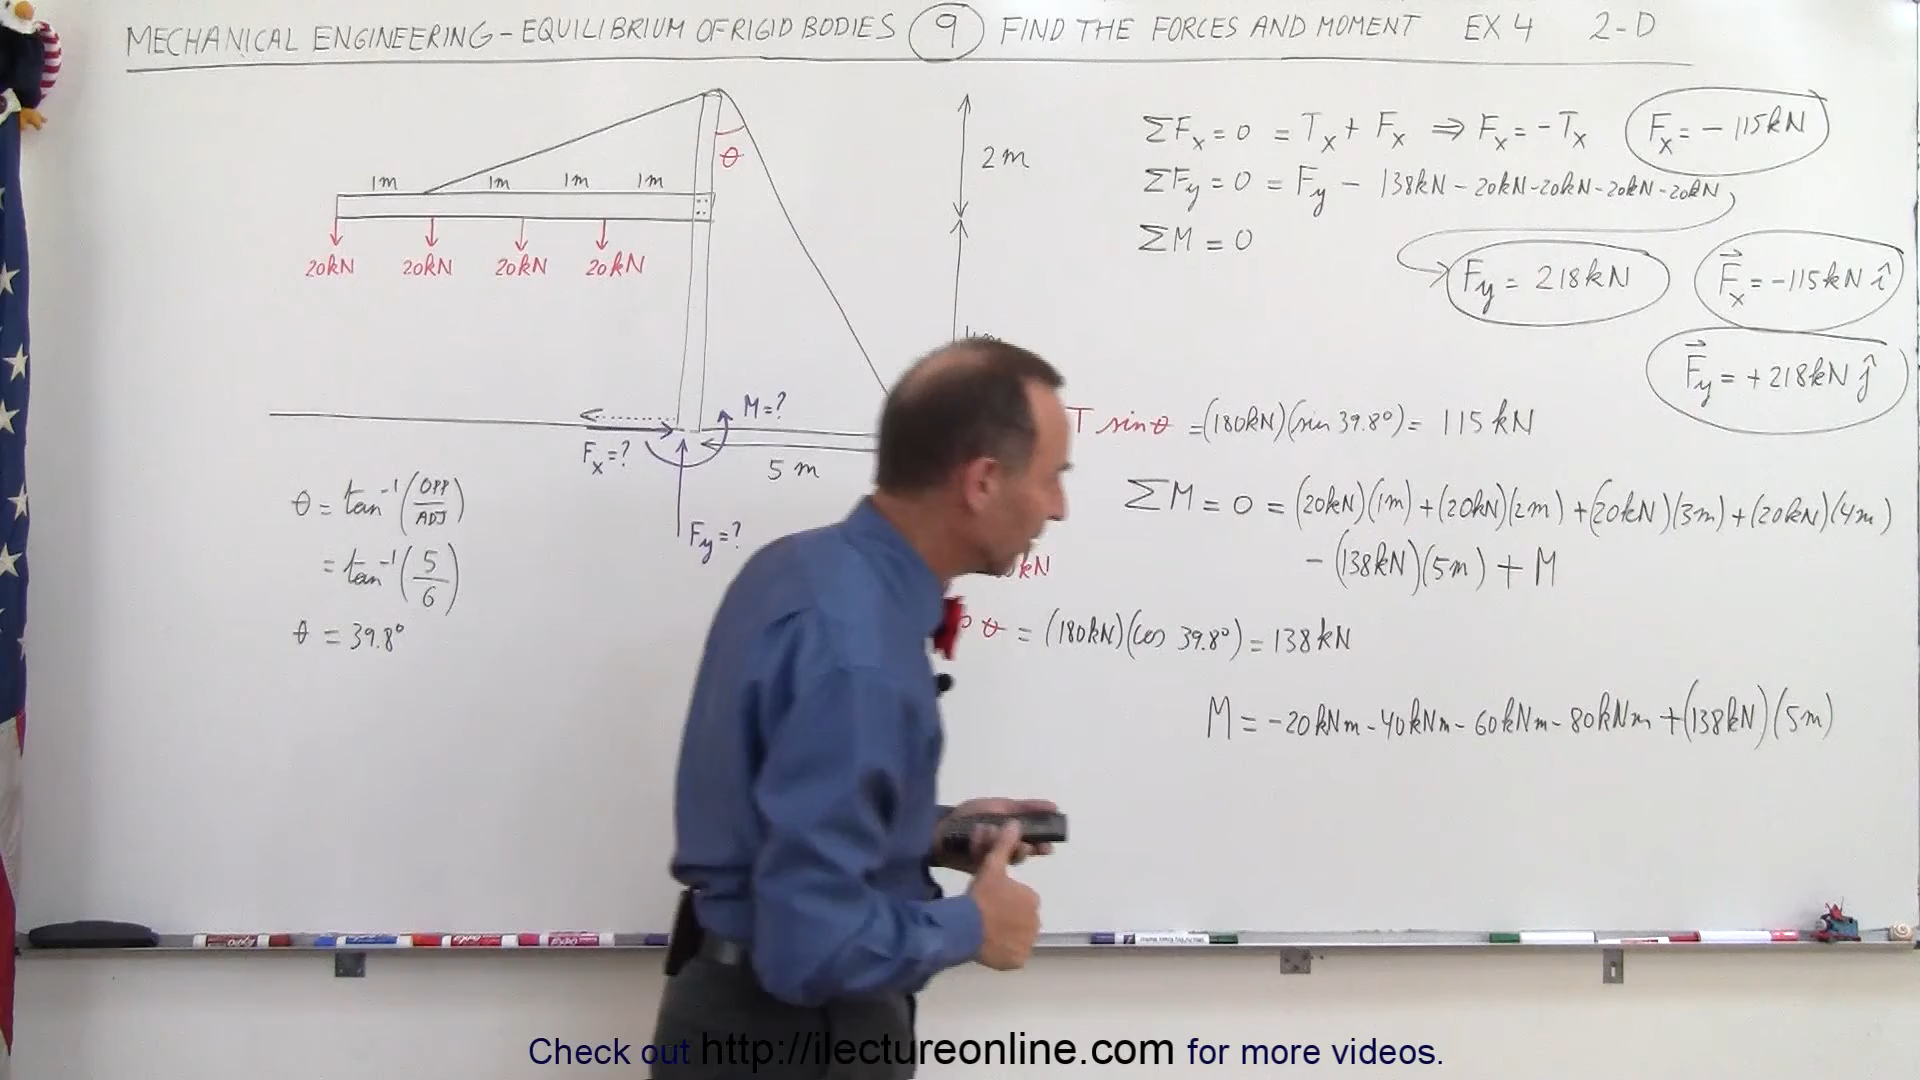 MECHANICAL ENGINEERING - EQUILIBRIUM OF RIGID BODIES 9 FIND THE FORCES AND MOMENT EX 4 2-D
θ
2m
1m 1m 1m 1m
20kN 20kN 20kN 20kN
M=?
Fx=?
5 m
Fy=?
θ = tan⁻¹(OPP/ADJ)
= tan⁻¹(5/6)
θ = 39.8°
ΣFx = 0 = Tx + Fx ⇒ Fx = -Tx Fx = -115kN
ΣFy = 0 = Fy - 138kN - 20kN - 20kN - 20kN - 20kN
ΣM = 0
Fy = 218kN F⃗x = -115kN î
F⃗y = +218kN ĵ
T sinθ = (180kN)(sin 39.8°) = 115 kN
ΣM = 0 = (20kN)(1m) + (20kN)(2m) + (20kN)(3m) + (20kN)(4m)
- (138kN)(5m) + M
kN
θ = (180kN)(cos 39.8°) = 138kN
M = -20kNm - 40kNm - 60kNm - 80kNm + (138kN)(5m)
Check out http://ilectureonline.com for more videos.